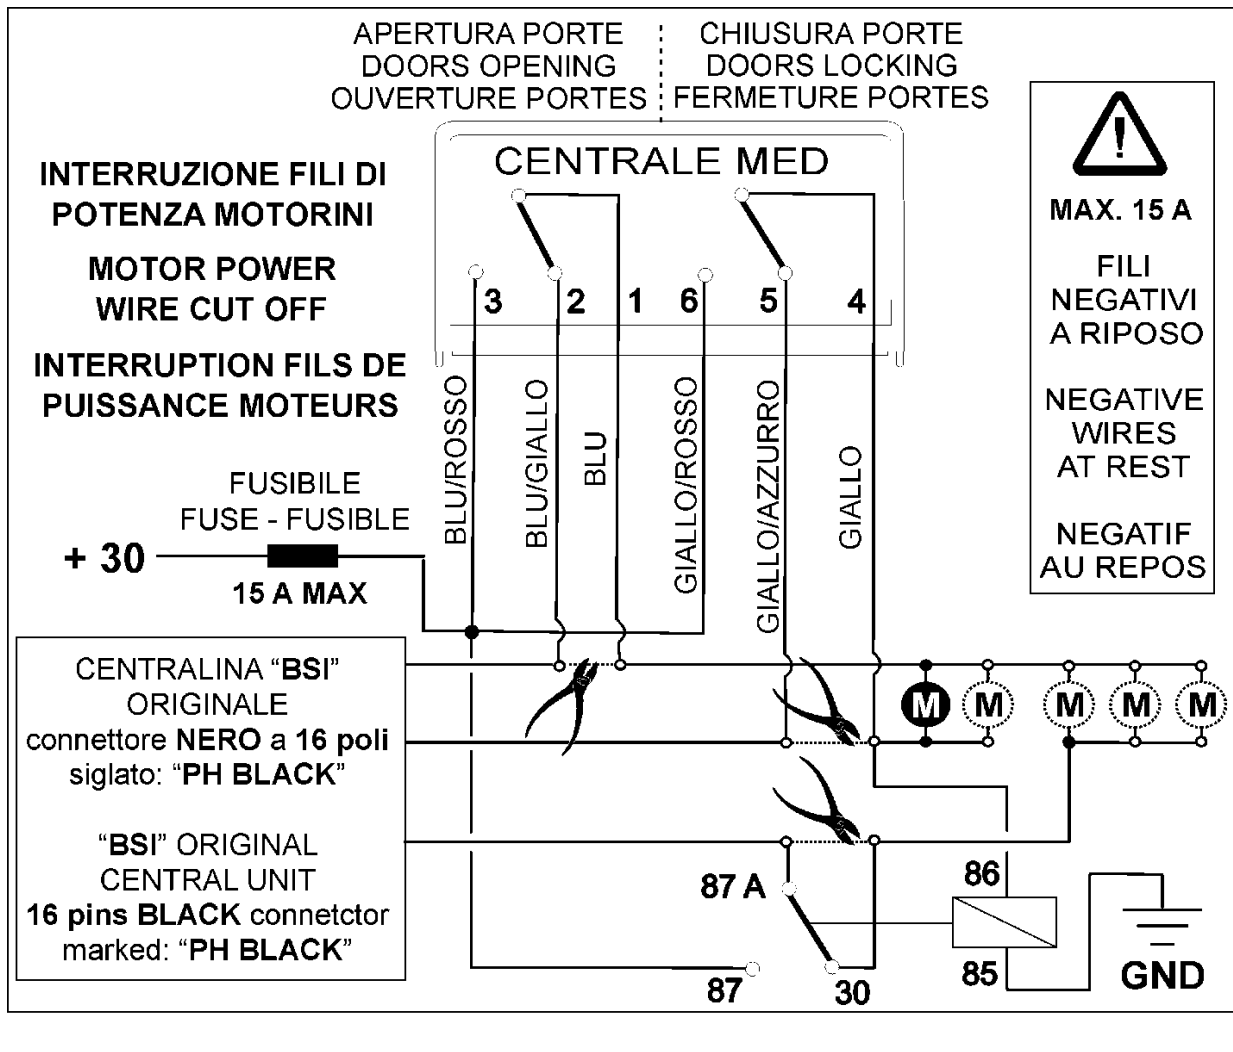 APERTURA PORTE
DOORS OPENING
OUVERTURE PORTES
CHIUSURA PORTE
DOORS LOCKING
FERMETURE PORTES
CENTRALE MED
INTERRUZIONE FILI DI
POTENZA MOTORINI
MOTOR POWER
WIRE CUT OFF
INTERRUPTION FILS DE
PUISSANCE MOTEURS
!
MAX. 15 A
FILI
NEGATIVI
A RIPOSO
NEGATIVE
WIRES
AT REST
NEGATIF
AU REPOS
3 2 1 6 5 4
BLU/ROSSO
BLU/GIALLO
BLU
GIALLO/ROSSO
GIALLO/AZZURRO
GIALLO
FUSIBILE
FUSE - FUSIBLE
+ 30
15 A MAX
CENTRALINA “BSI”
ORIGINALE
connettore NERO a 16 poli
siglato: “PH BLACK”
“BSI” ORIGINAL
CENTRAL UNIT
16 pins BLACK connetctor
marked: “PH BLACK”
M M M M M
87 A
86
87
30
85
GND